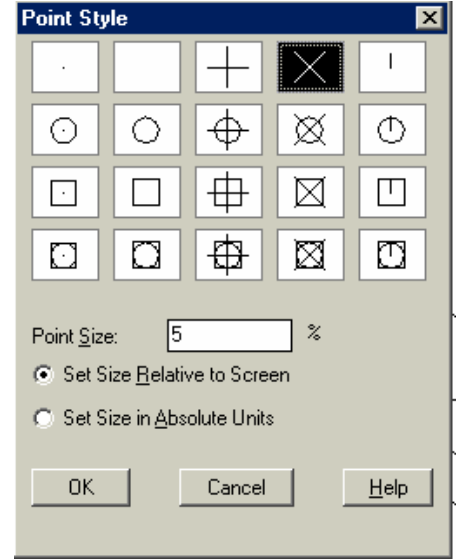 Point Style
Point Size: 5 %
Set Size Relative to Screen
Set Size in Absolute Units
OK Cancel Help